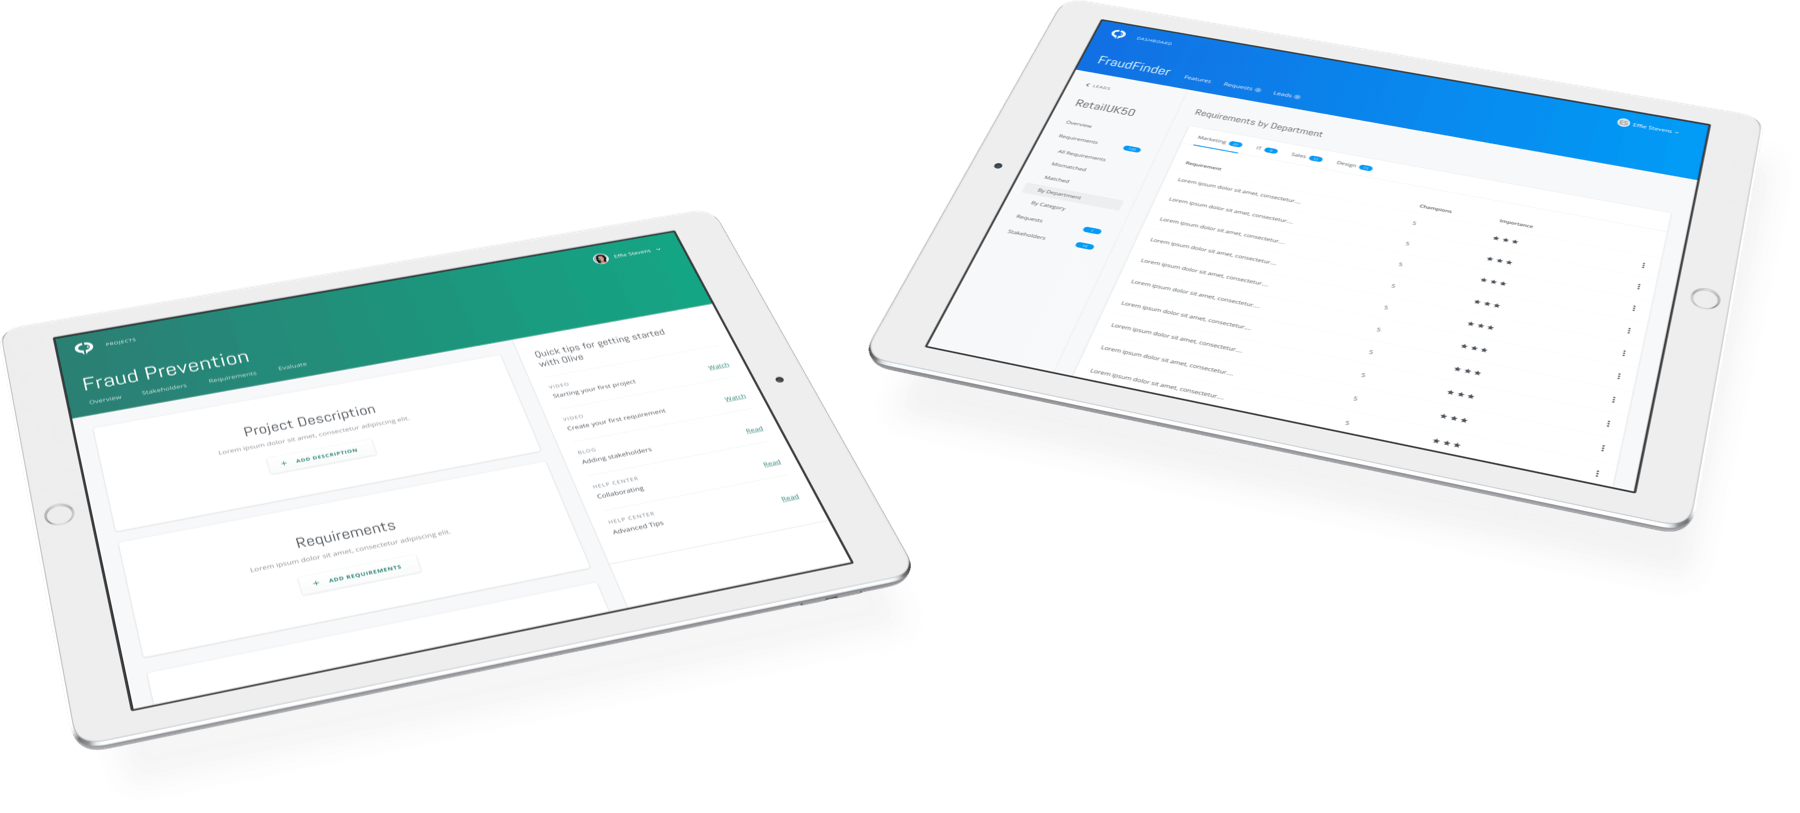 PROJECTS
Effie Stevens
Fraud Prevention
Overview
Stakeholders
Requirements
Evaluate
Project Description
Lorem ipsum dolor sit amet, consectetur adipiscing elit.
+ ADD DESCRIPTION
Requirements
Lorem ipsum dolor sit amet, consectetur adipiscing elit.
+ ADD REQUIREMENTS
Quick tips for getting started
with Olive
VIDEO
Starting your first project
Watch
VIDEO
Create your first requirement
Watch
BLOG
Adding stakeholders
Read
HELP CENTER
Collaborating
Read
HELP CENTER
Advanced Tips
Read
DASHBOARD
FraudFinder
Features
Requests
Leads
Effie Stevens
LEADS
RetailUK50
Overview
Requirements
All Requirements
Mismatched
Matched
By Department
By Category
Requests
Stakeholders
Requirements by Department
Marketing
IT
Sales
Design
Requirement
Champions
Importance
Lorem ipsum dolor sit amet, consectetur.... 5
Lorem ipsum dolor sit amet, consectetur.... 5
Lorem ipsum dolor sit amet, consectetur.... 5
Lorem ipsum dolor sit amet, consectetur.... 5
Lorem ipsum dolor sit amet, consectetur.... 5
Lorem ipsum dolor sit amet, consectetur.... 5
Lorem ipsum dolor sit amet, consectetur.... 5
Lorem ipsum dolor sit amet, consectetur.... 5
Lorem ipsum dolor sit amet, consectetur.... 5
Lorem ipsum dolor sit amet, consectetur.... 5